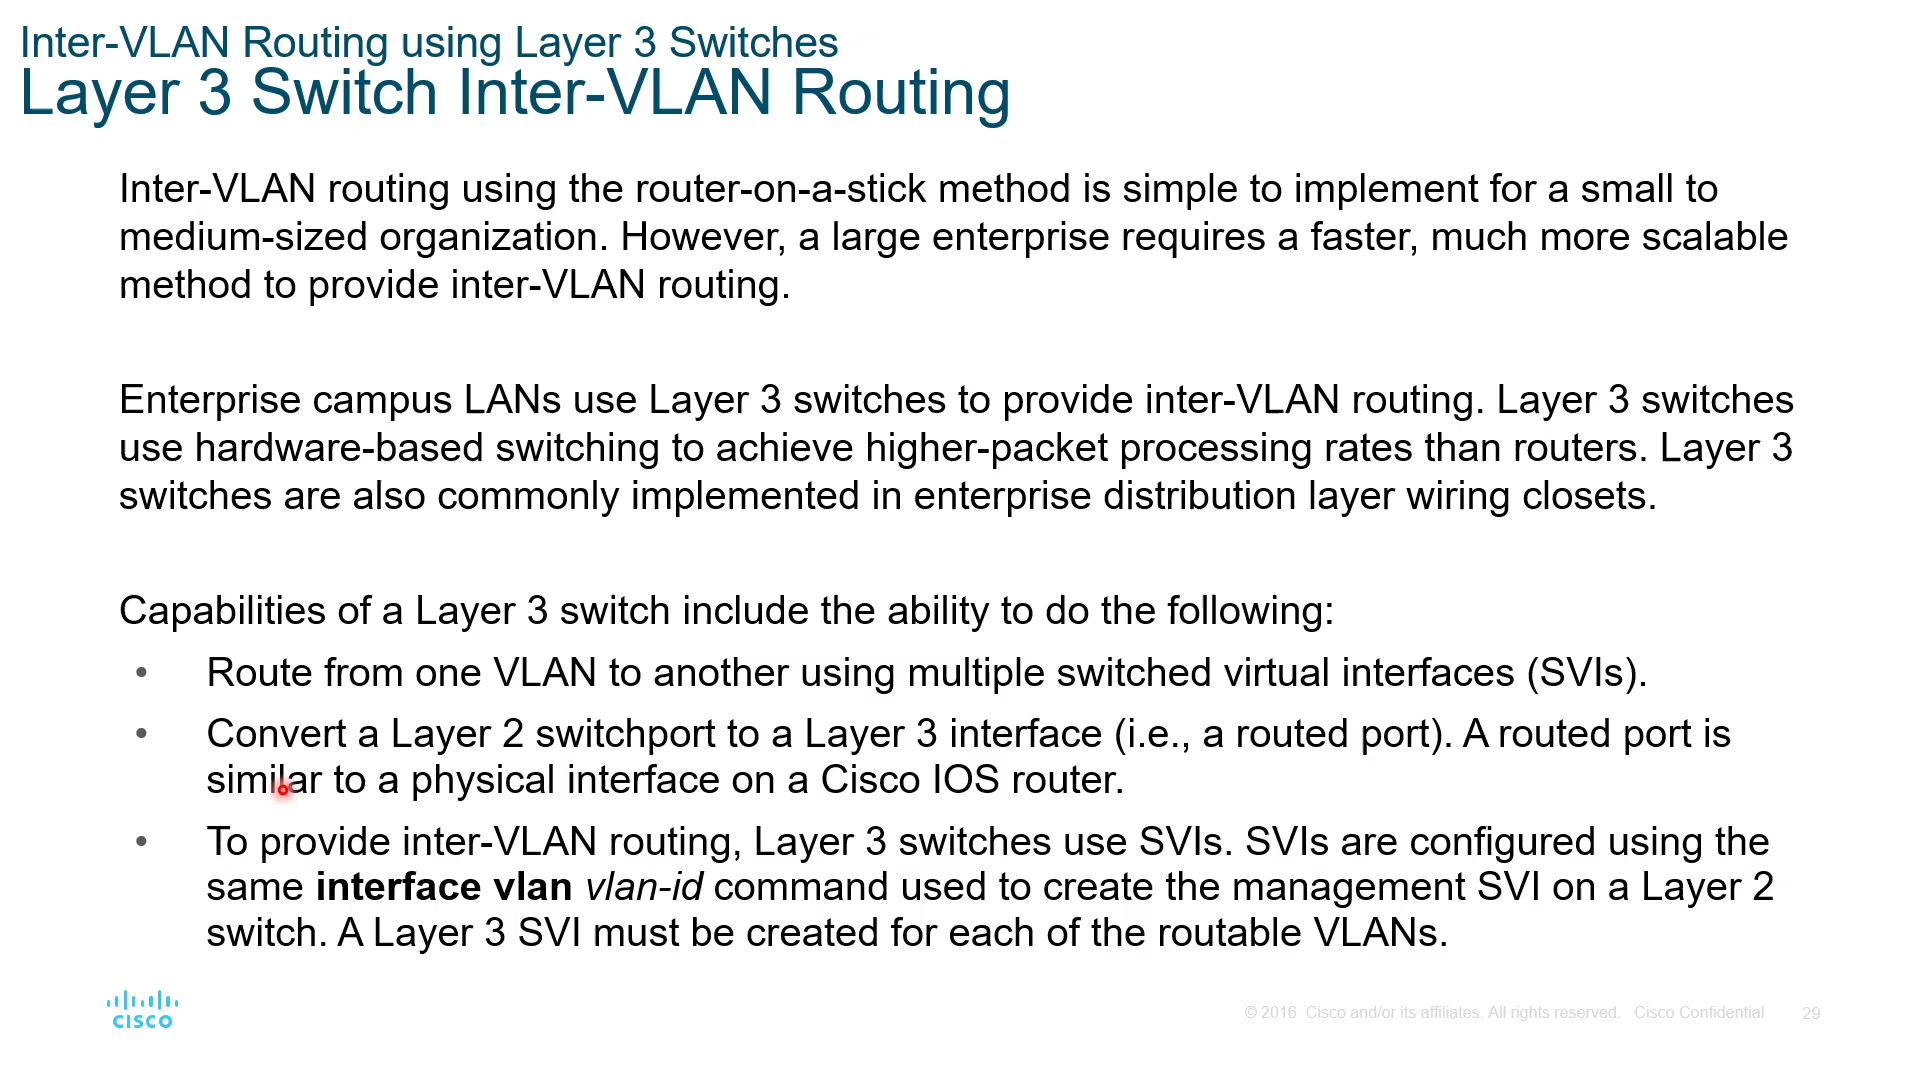 Inter-VLAN Routing using Layer 3 Switches
Layer 3 Switch Inter-VLAN Routing
Inter-VLAN routing using the router-on-a-stick method is simple to implement for a small to
medium-sized organization. However, a large enterprise requires a faster, much more scalable
method to provide inter-VLAN routing.
Enterprise campus LANs use Layer 3 switches to provide inter-VLAN routing. Layer 3 switches
use hardware-based switching to achieve higher-packet processing rates than routers. Layer 3
switches are also commonly implemented in enterprise distribution layer wiring closets.
Capabilities of a Layer 3 switch include the ability to do the following:
• Route from one VLAN to another using multiple switched virtual interfaces (SVIs).
• Convert a Layer 2 switchport to a Layer 3 interface (i.e., a routed port). A routed port is
similar to a physical interface on a Cisco IOS router.
• To provide inter-VLAN routing, Layer 3 switches use SVIs. SVIs are configured using the
same interface vlan vlan-id command used to create the management SVI on a Layer 2
switch. A Layer 3 SVI must be created for each of the routable VLANs.
CISCO
© 2016 Cisco and/or its affiliates. All rights reserved. Cisco Confidential 29